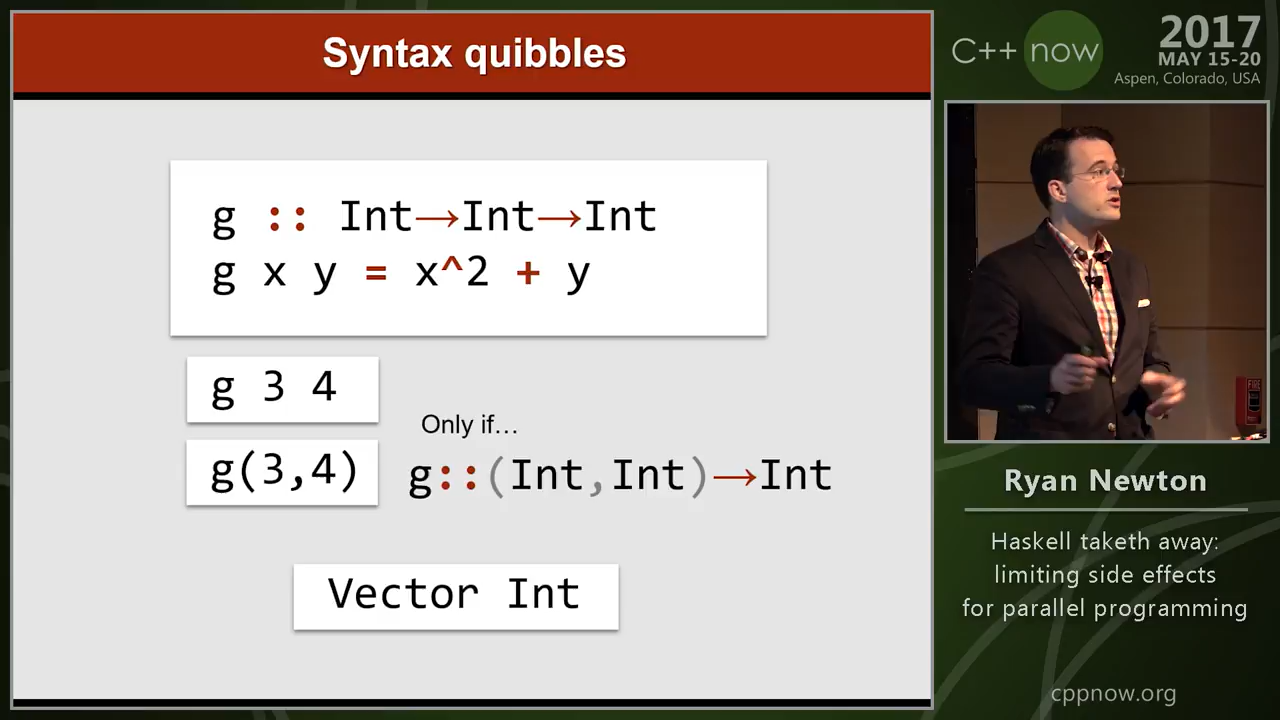 Syntax quibbles
g :: Int→Int→Int
g x y = x^2 + y
g 3 4
Only if…
g(3,4)
g::(Int,Int)→Int
Vector Int
C++ now
2017
MAY 15-20
Aspen, Colorado, USA
FIRE
Ryan Newton
Haskell taketh away:
limiting side effects
for parallel programming
cppnow.org